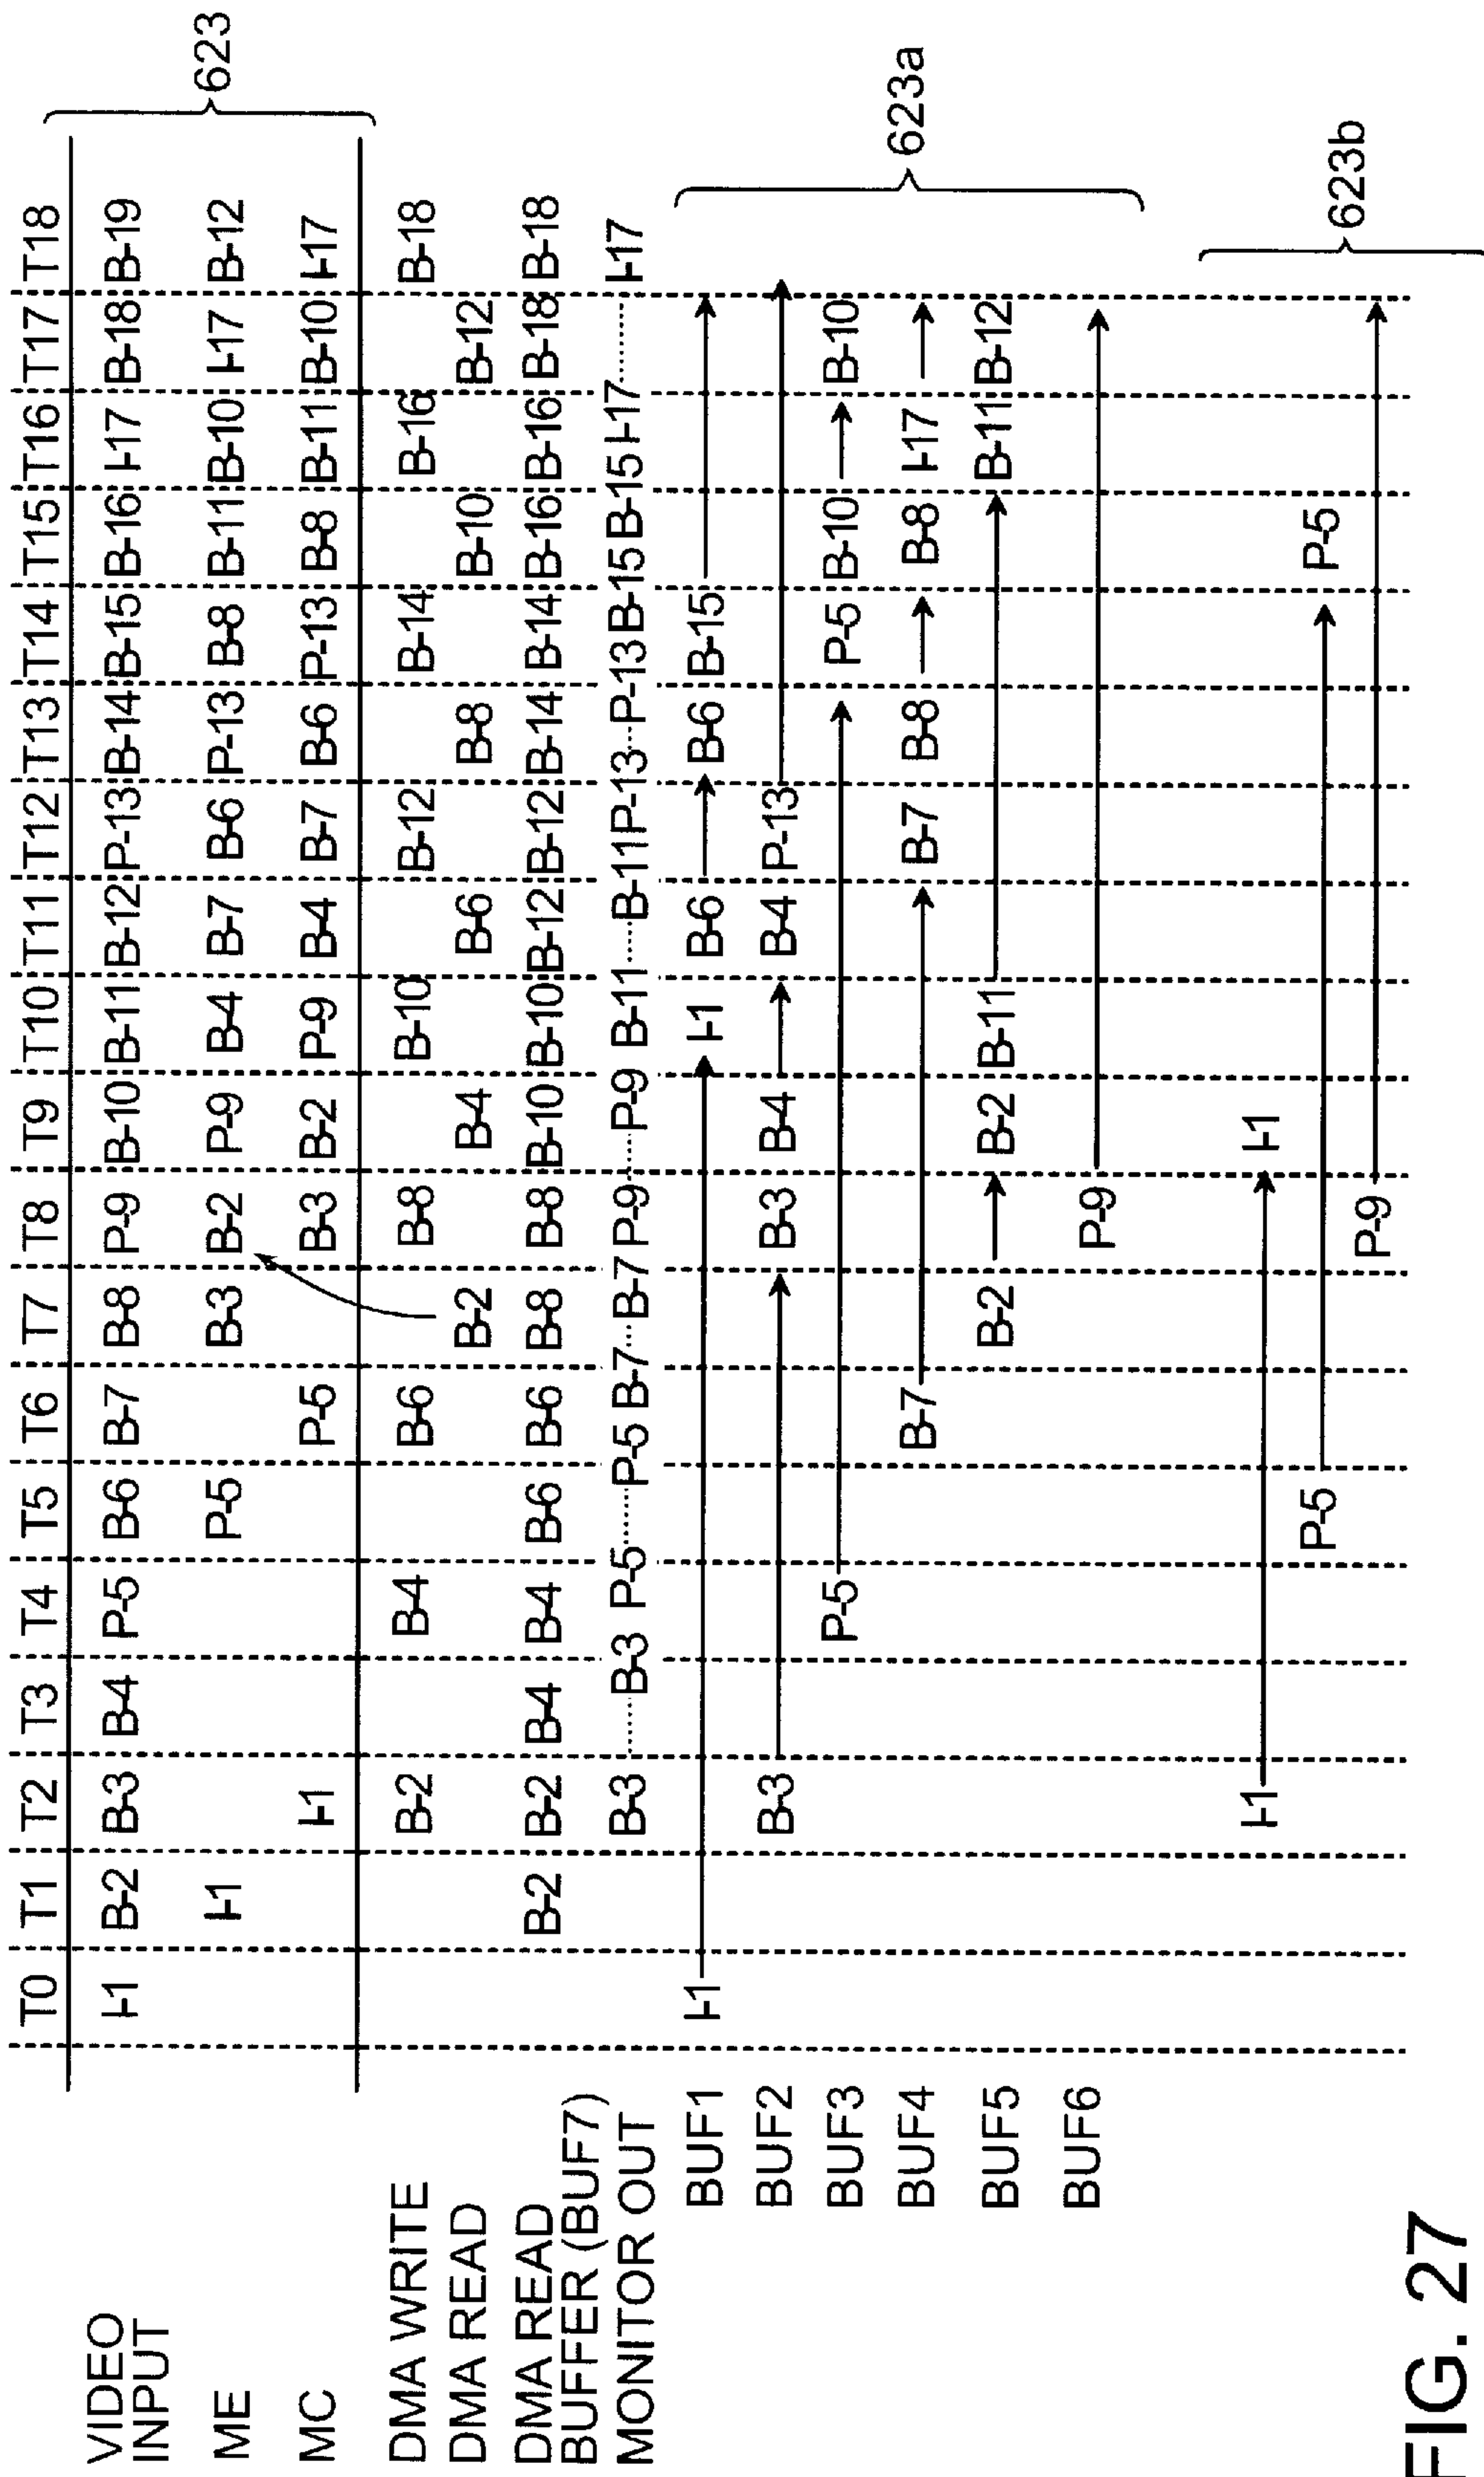 T0 T1 T2 T3 T4 T5 T6 T7 T8 T9 T10 T11 T12 T13 T14 T15 T16 T17 T18
VIDEO INPUT I-1 B-2 B-3 B-4 P-5 B-6 B-7 B-8 P-9 B-10 B-11 B-12 P-13 B-14 B-15 B-16 I-17 B-18 B-19
ME I-1 P-5 B-3 B-2 P-9 B-4 B-7 B-6 P-13 B-8 B-11 B-10 I-17 B-12
MC I-1 P-5 B-3 B-2 P-9 B-4 B-7 B-6 P-13 B-8 B-11 B-10 I-17
623
DMA WRITE B-2 B-4 B-6 B-8 B-10 B-12 B-14 B-16 B-18
DMA READ B-2 B-4 B-6 B-8 B-10 B-12
DMA READ BUFFER (BUF7) B-2 B-2 B-4 B-4 B-6 B-6 B-8 B-8 B-10 B-10 B-12 B-12 B-14 B-14 B-16 B-16 B-18 B-18
MONITOR OUT B-3 ...... B-3 P-5 ...... P-5 B-7 ... B-7 P-9 ...... P-9 B-11 ...... B-11 P-13 ... P-13 B-15 B-15 B-15 I-17 ...... I-17
BUF1 I-1 I-1 B-6 B-6 B-15
BUF2 B-3 B-3 B-4 B-4 P-13
BUF3 P-5 P-5 B-10 B-10
BUF4 B-7 B-7 B-8 B-8 I-17
BUF5 B-2 B-2 B-11 B-11 B-12
BUF6 P-9
623a
I-1 I-1
P-5 P-5
P-9
623b
FIG. 27